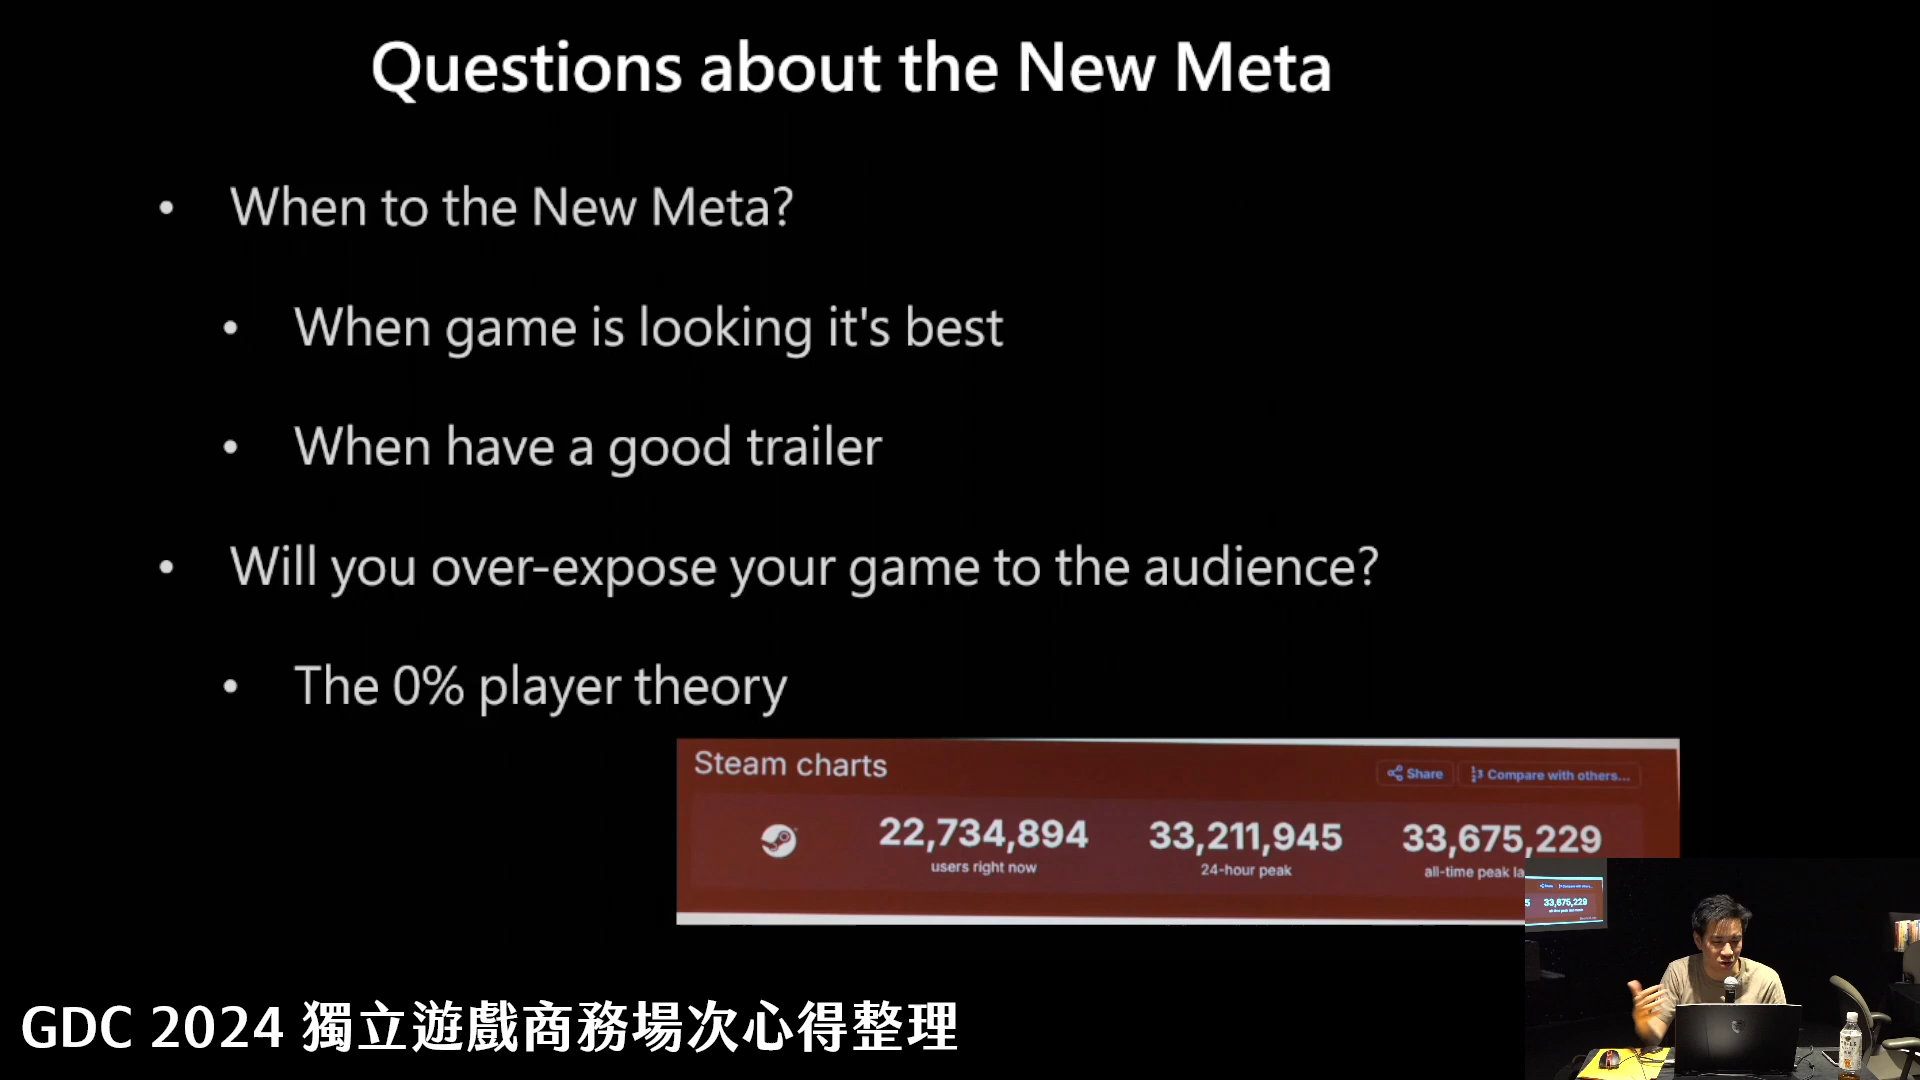 Questions about the New Meta
• When to the New Meta?
• When game is looking it's best
• When have a good trailer
• Will you over-expose your game to the audience?
• The 0% player theory
Steam charts
Share
Compare with others...
22,734,894
33,211,945
33,675,229
users right now
24-hour peak
all-time peak la
5 33,675,229
GDC 2024 獨立遊戲商務場次心得整理